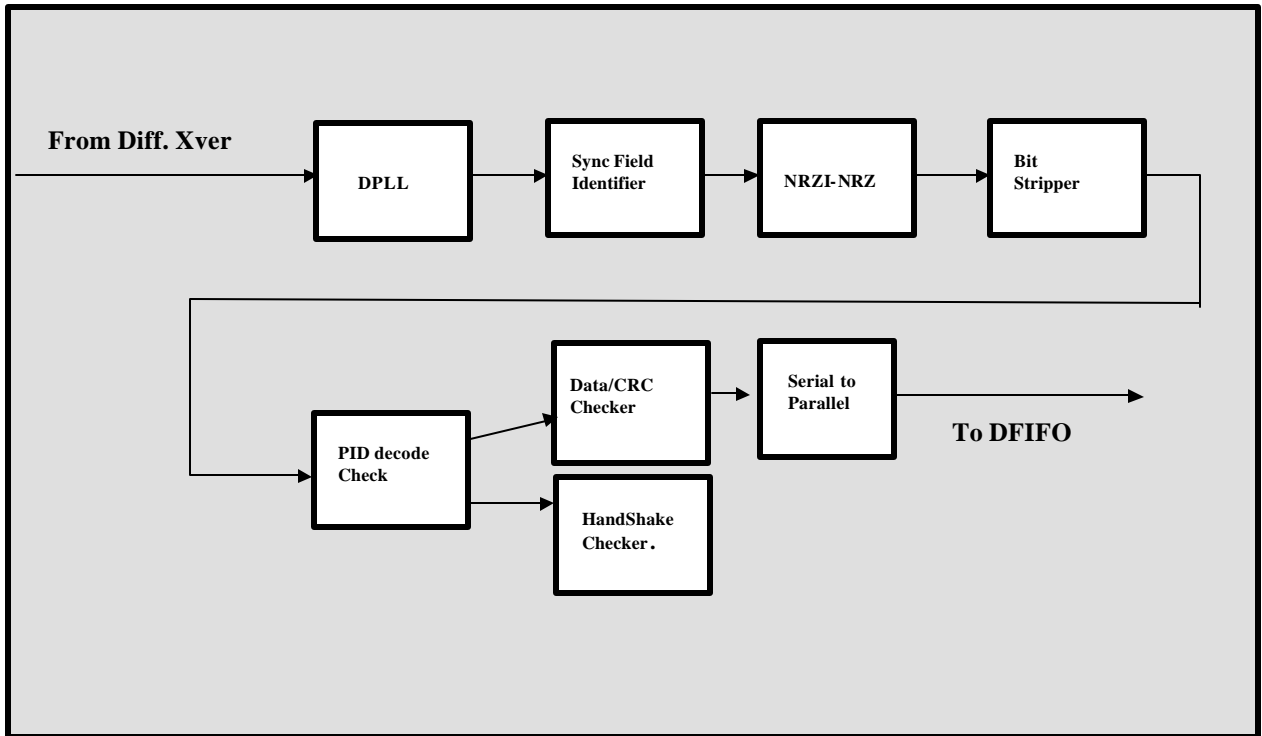 From Diff. Xver
DPLL
Sync Field
Identifier
NRZI-NRZ
Bit
Stripper
PID decode
Check
Data/CRC
Checker
Serial to
Parallel
To DFIFO
HandShake
Checker.